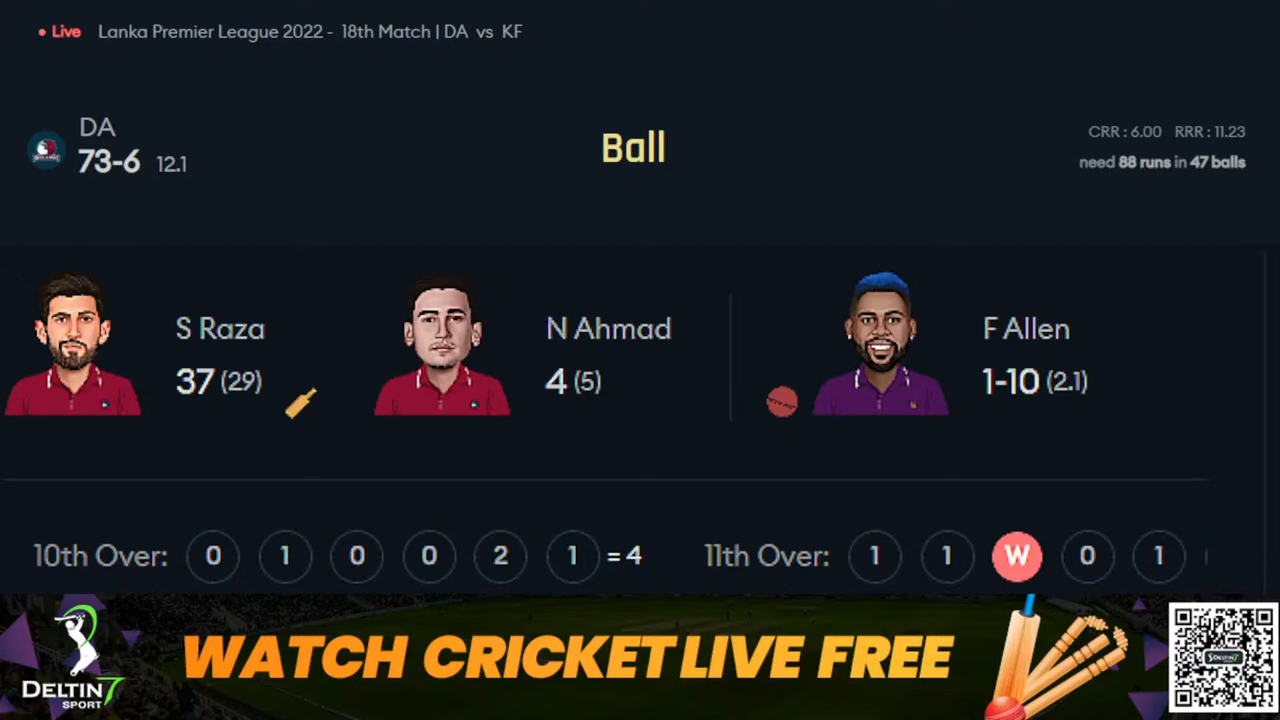 • Live Lanka Premier League 2022 - 18th Match | DA vs KF
DA
73-6 12.1
Ball
CRR : 6.00 RRR : 11.23
need 88 runs in 47 balls
S Raza
37 (29)
N Ahmad
4 (5)
F Allen
1-10 (2.1)
10th Over: 0 1 0 0 2 1 = 4
11th Over: 1 1 W 0 1
WATCH CRICKET LIVE FREE
DELTIN7
SPORT